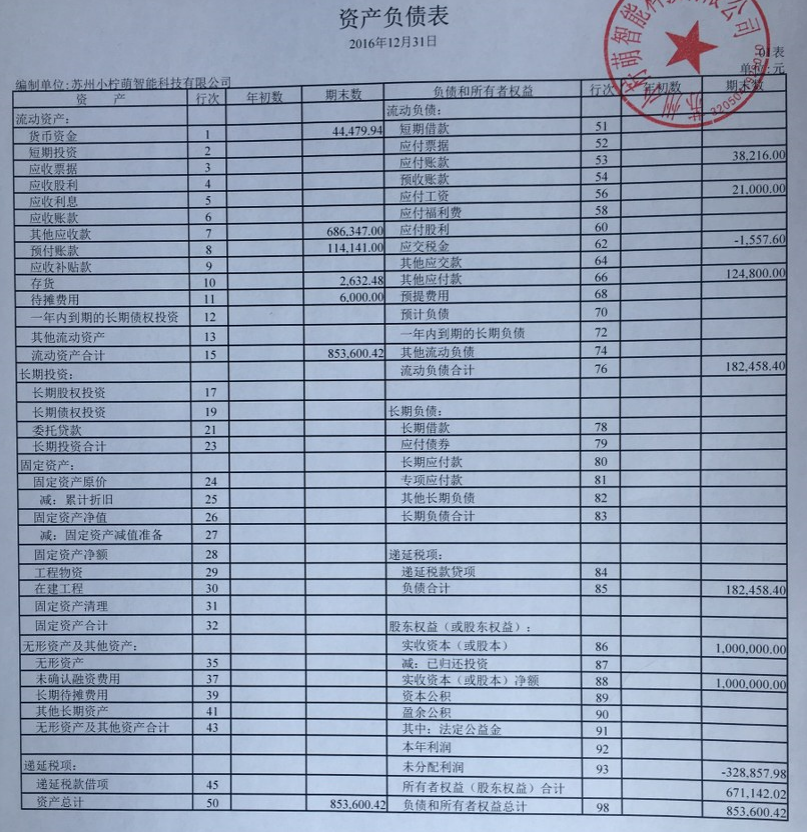 资产负债表
2016年12月31日
01表
编制单位:苏州小柠萌智能科技有限公司 单位:元
资 产 行次 年初数 期末数 负债和所有者权益 行次 年初数 期末数
流动资产: 流动负债:
货币资金 1 44,479.94 短期借款 51
短期投资 2 应付票据 52
应收票据 3 应付账款 53 38,216.00
应收股利 4 预收账款 54
应收利息 5 应付工资 56 21,000.00
应收账款 6 应付福利费 58
其他应收款 7 686,347.00 应付股利 60
预付账款 8 114,141.00 应交税金 62 -1,557.60
应收补贴款 9 其他应交款 64
存货 10 2,632.48 其他应付款 66 124,800.00
待摊费用 11 6,000.00 预提费用 68
一年内到期的长期债权投资 12 预计负债 70
其他流动资产 13 一年内到期的长期负债 72
流动资产合计 15 853,600.42 其他流动负债 74
长期投资: 流动负债合计 76 182,458.40
长期股权投资 17
长期债权投资 19 长期负债:
委托贷款 21 长期借款 78
长期投资合计 23 应付债券 79
固定资产: 长期应付款 80
固定资产原价 24 专项应付款 81
减:累计折旧 25 其他长期负债 82
固定资产净值 26 长期负债合计 83
减:固定资产减值准备 27
固定资产净额 28 递延税项:
工程物资 29 递延税款贷项 84
在建工程 30 负债合计 85 182,458.40
固定资产清理 31
固定资产合计 32 股东权益（或股东权益）:
无形资产及其他资产: 实收资本（或股本） 86 1,000,000.00
无形资产 35 减:已归还投资 87
未确认融资费用 37 实收资本（或股本）净额 88 1,000,000.00
长期待摊费用 39 资本公积 89
其他长期资产 41 盈余公积 90
无形资产及其他资产合计 43 其中:法定公益金 91
本年利润 92
递延税项: 未分配利润 93 -328,857.98
递延税款借项 45 所有者权益（股东权益）合计 671,142.02
资产总计 50 853,600.42 负债和所有者权益总计 98 853,600.42